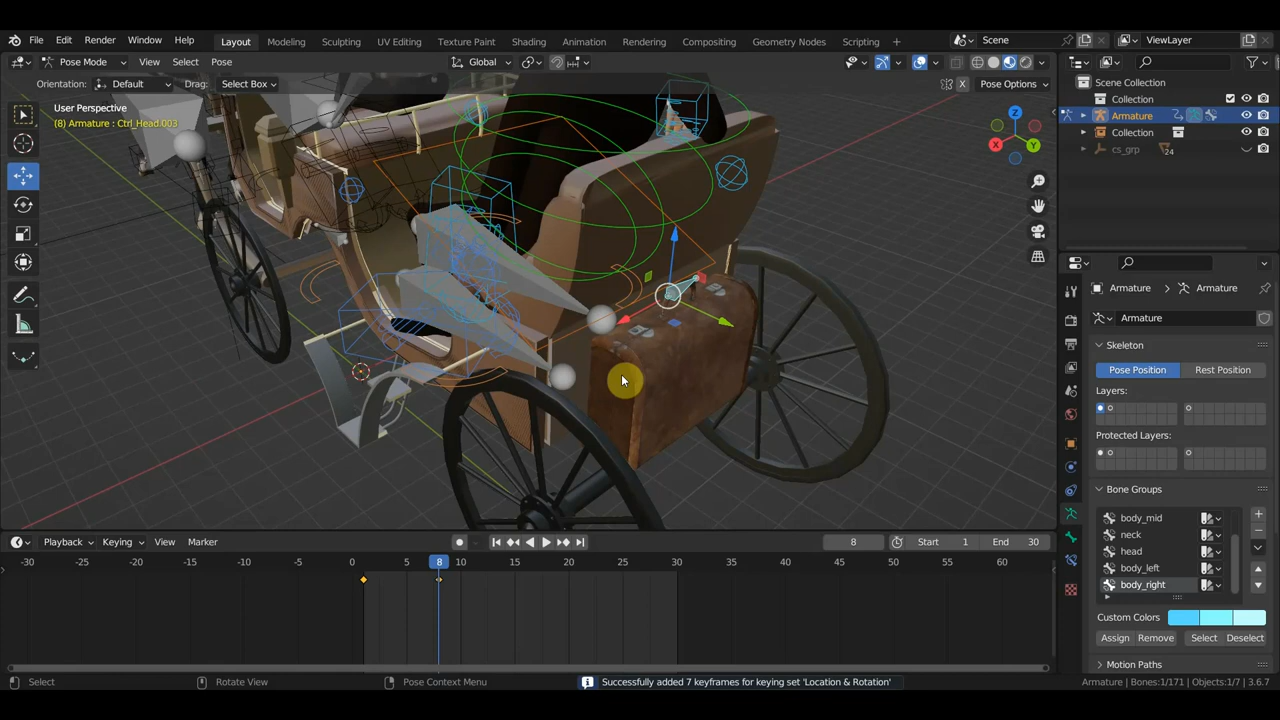 File Edit Render Window Help Layout Modeling Sculpting UV Editing Texture Paint Shading Animation Rendering Compositing Geometry Nodes Scripting + Scene ViewLayer
Pose Mode View Select Pose Global
Orientation: Default Drag: Select Box X Pose Options
User Perspective
(8) Armature : Ctrl_Head.003
Z
Y
X
Scene Collection
Collection
Armature
Collection
cs_grp 24
Armature Armature
Armature
Skeleton
Pose Position Rest Position
Layers:
Protected Layers:
Bone Groups
body_mid
neck
head
body_left
body_right
Custom Colors
Assign Remove Select Deselect
Motion Paths
Playback Keying View Marker 8 Start 1 End 30
-30 -25 -20 -15 -10 -5 0 5 8 10 15 20 25 30 35 40 45 50 55 60
Select Rotate View Pose Context Menu Successfully added 7 keyframes for keying set 'Location & Rotation' Armature | Bones:1/171 | Objects:1/7 | 3.6.7